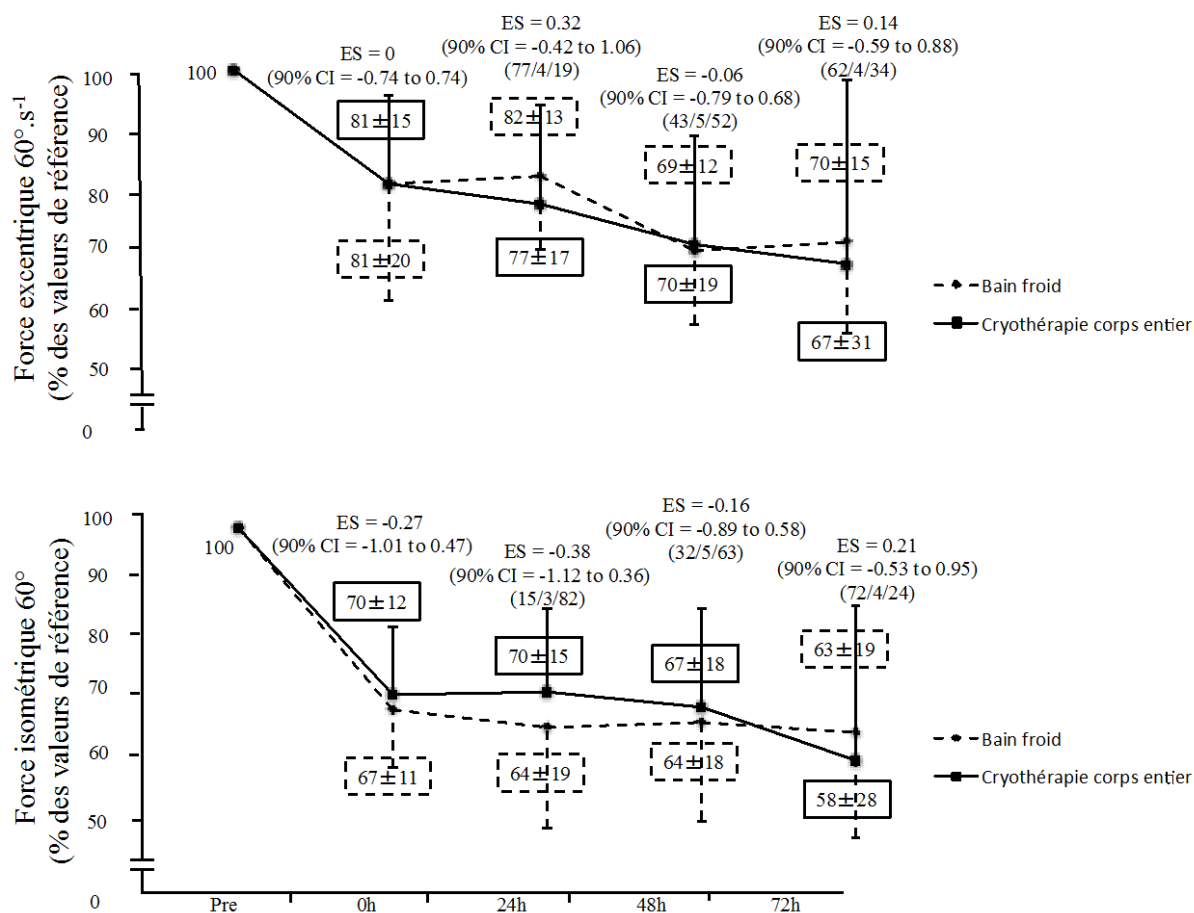 Force excentrique 60°.s-1
(% des valeurs de référence)
100
90
80
70
60
50
0
100
ES = 0
(90% CI = -0.74 to 0.74)
81±15
81±20
ES = 0.32
(90% CI = -0.42 to 1.06)
(77/4/19)
82±13
77±17
ES = -0.06
(90% CI = -0.79 to 0.68)
(43/5/52)
69±12
70±19
ES = 0.14
(90% CI = -0.59 to 0.88)
(62/4/34)
70±15
67±31
Bain froid
Cryothérapie corps entier
Force isométrique 60°
(% des valeurs de référence)
100
90
80
70
60
50
0
100
ES = -0.27
(90% CI = -1.01 to 0.47)
70±12
67±11
ES = -0.38
(90% CI = -1.12 to 0.36)
(15/3/82)
70±15
64±19
ES = -0.16
(90% CI = -0.89 to 0.58)
(32/5/63)
67±18
64±18
ES = 0.21
(90% CI = -0.53 to 0.95)
(72/4/24)
63±19
58±28
Bain froid
Cryothérapie corps entier
Pre 0h 24h 48h 72h